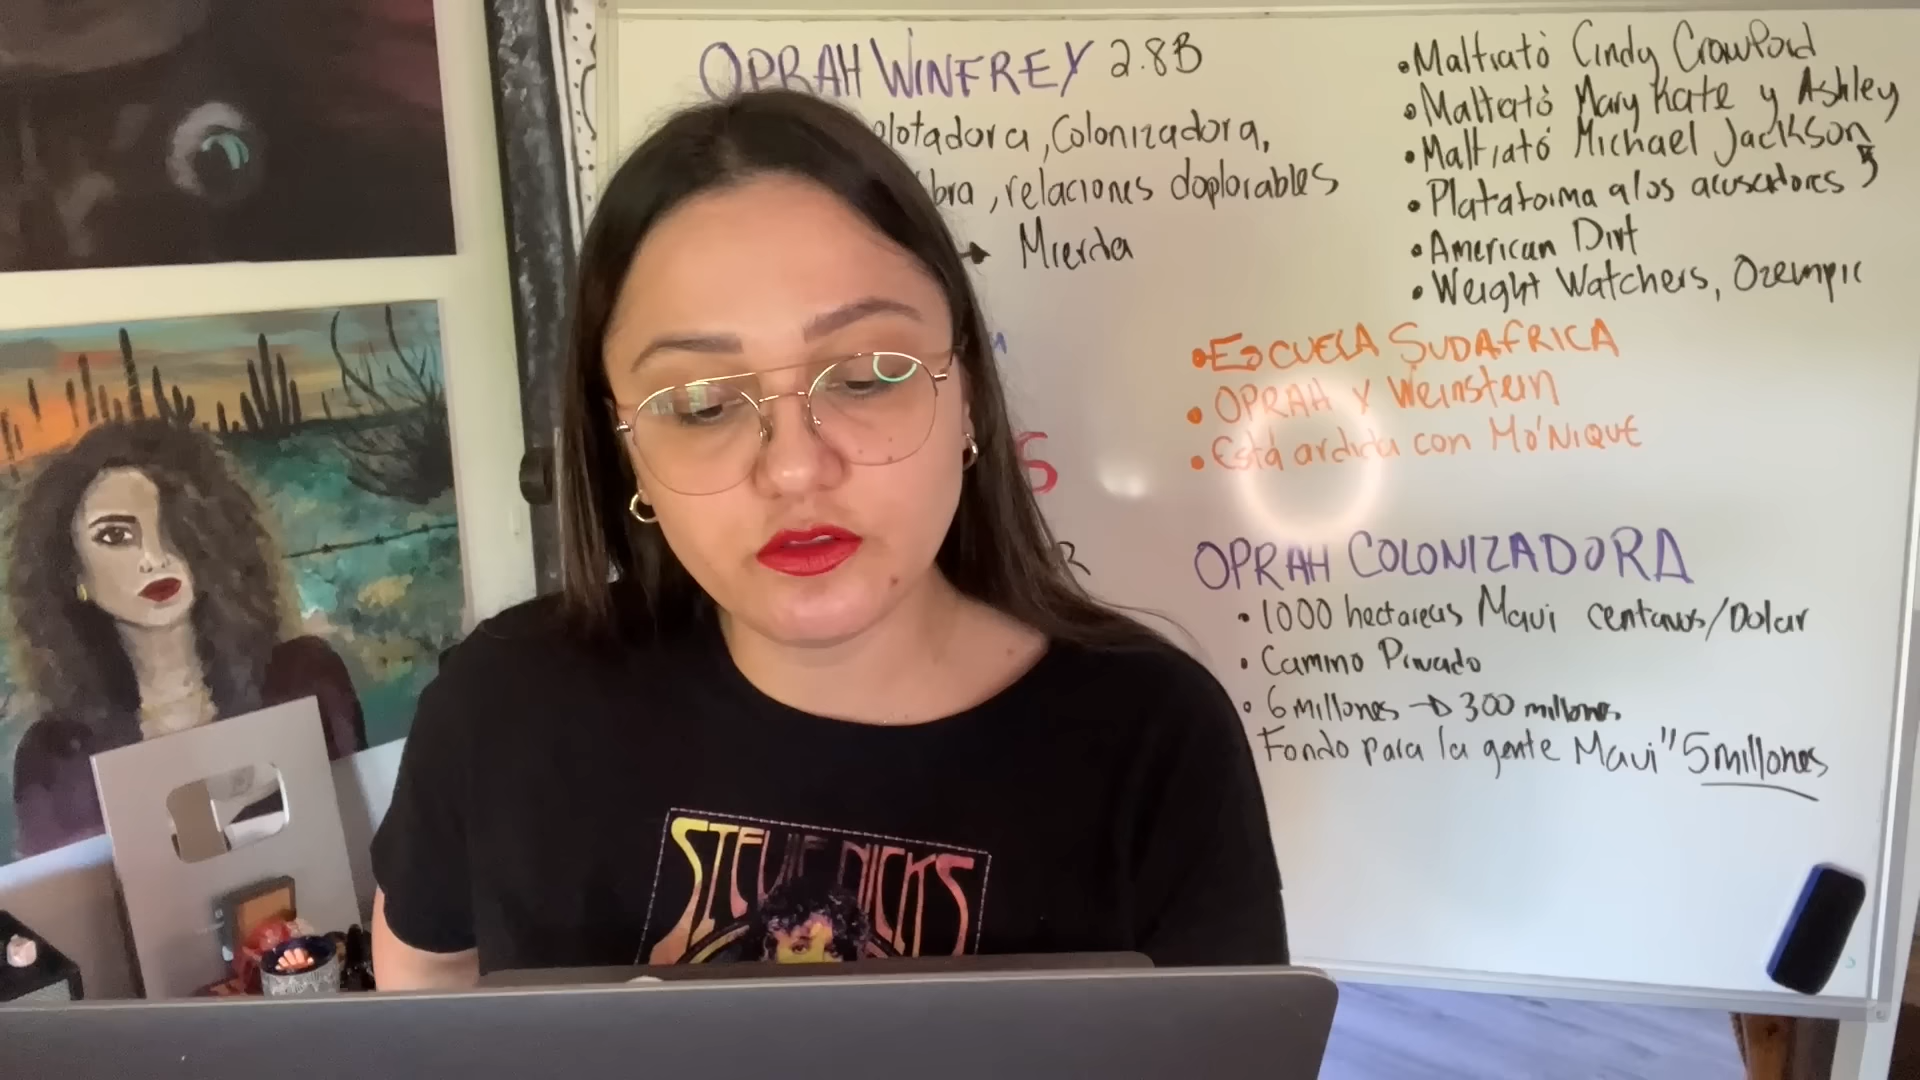 OPRAH WINFREY 2.8B
plotadora, Colonizadora,
bra, relaciones doplorables
→ Mierda
S
R
• Maltrató Cindy Crawford
• Maltrató Mary Kate y Ashley
• Maltrató Michael Jackson
• Plataforma a los acusadores
• American Dirt
• Weight Watchers, Ozempic
• ESCUELA SUDAFRICA
• OPRAH Y Weinstein
• Está ardida con MO'NIQUE
OPRAH COLONIZADORA
• 1000 hectareas Maui centavos/Dolar
• Camino Privado
• 6 millones → 300 millones
Fondo para la gente Maui" 5 millones
STEVIE NICKS